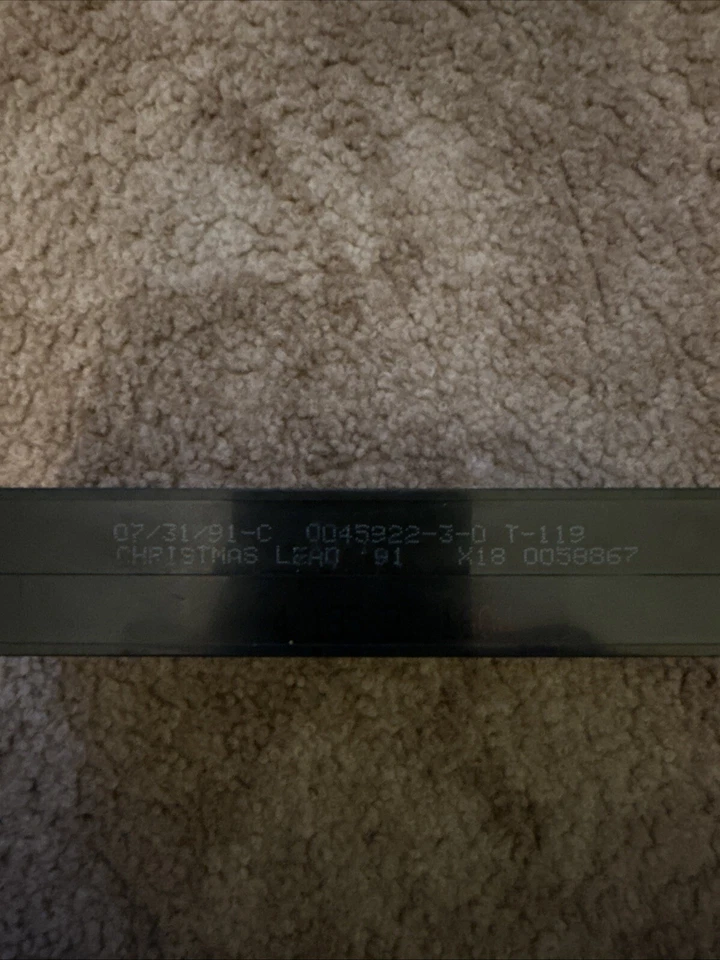 07/31/91-C 0045922-3-0 T-119
CHRISTMAS LEAD '91 X18 0058867